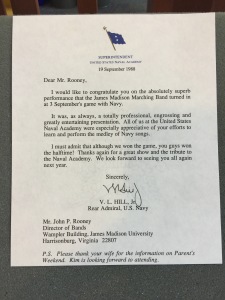 SUPERINTENDENT
UNITED STATES NAVAL ACADEMY
19 September 1988
Dear Mr. Rooney,
I would like to congratulate you on the absolutely superb
performance that the James Madison Marching Band turned in
at 3 September's game with Navy.
It was, as always, a totally professional, engrossing and
greatly entertaining presentation. All of us at the United States
Naval Academy were especially appreciative of your efforts to
learn and perform the medley of Navy songs.
I must admit that although we won the game, you guys
won the halftime! Thanks again for a great show and the tribute to
the Naval Academy. We look forward to seeing you all again
next year.
Sincerely,
V. L. HILL, Jr.
Rear Admiral, U.S. Navy
Mr. John P. Rooney
Director of Bands
Wampler Building, James Madison University
Harrisonburg, Virginia 22807
P.S. Please thank your wife for the information on Parent's
Weekend. Kim is looking forward to attending.